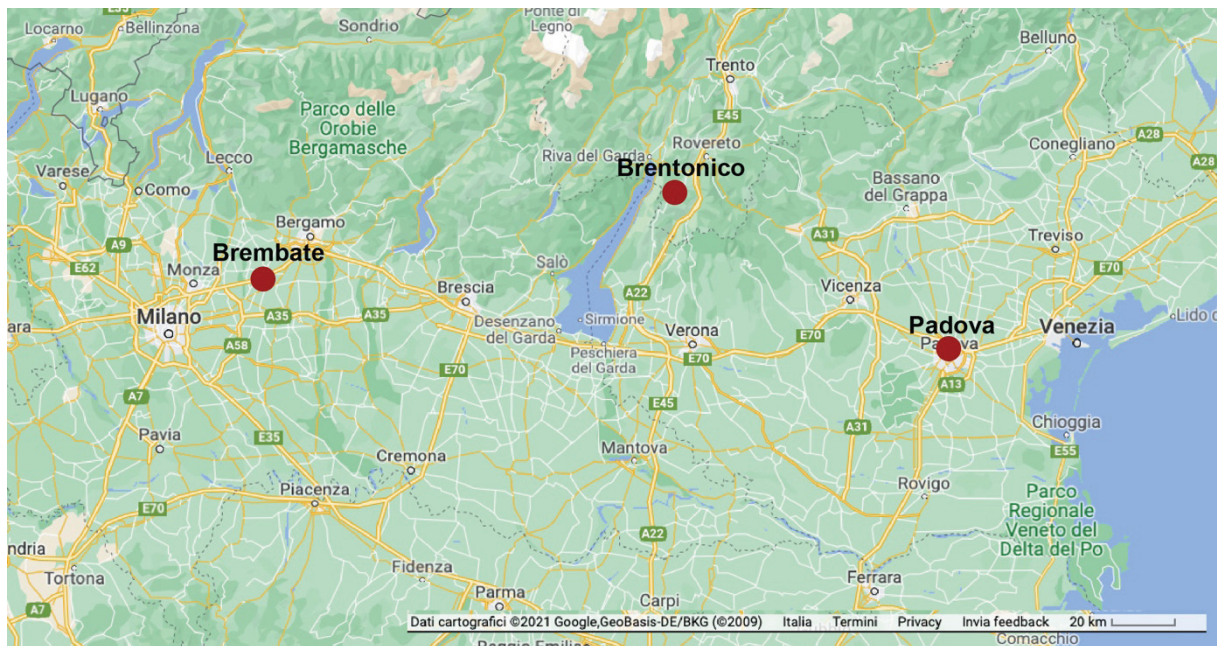 E35
Ponte di
Legno
Locarno
Bellinzona
Sondrio
Belluno
Trento
Lugano
Parco delle
Orobie
Bergamasche
E45
A28
Rovereto
Conegliano
A28
Varese
Lecco
Riva del Garda
Brentonico
Como
Bassano
del Grappa
Bergamo
A31
Treviso
A9
Brembate
E62
Monza
Salò
E70
Brescia
A22
Vicenza
Milano
A35
A35
Sirmione
Lido di
Desenzano
del Garda
Verona
E70
Padova
Venezia
Padova
A58
Peschiera
del Garda
E70
E70
A13
A7
E45
Chioggia
Pavia
E35
A31
Mantova
E55
Cremona
Rovigo
Piacenza
Parco
Regionale
Veneto del
Delta del Po
E70
A22
Fidenza
Ferrara
Tortona
Parma
Carpi
A7
Dati cartografici ©2021 Google,GeoBasis-DE/BKG (©2009) Italia Termini Privacy Invia feedback 20 km
Comacchio